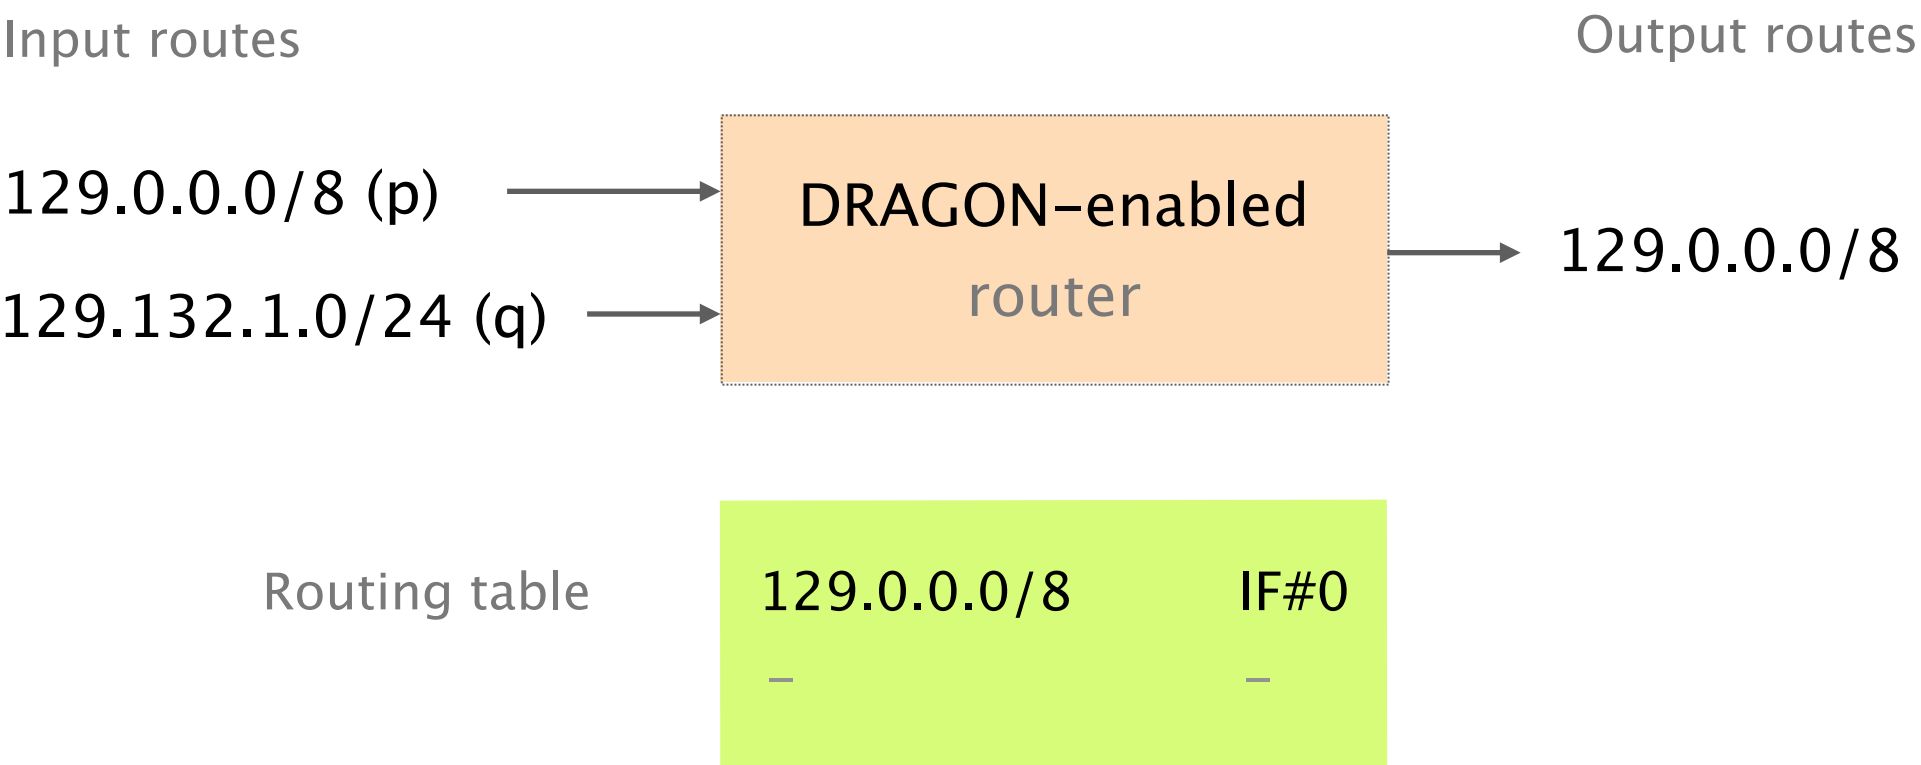 Input routes
Output routes
129.0.0.0/8 (p)
129.132.1.0/24 (q)
DRAGON-enabled
router
129.0.0.0/8
Routing table
129.0.0.0/8 IF#0
- -